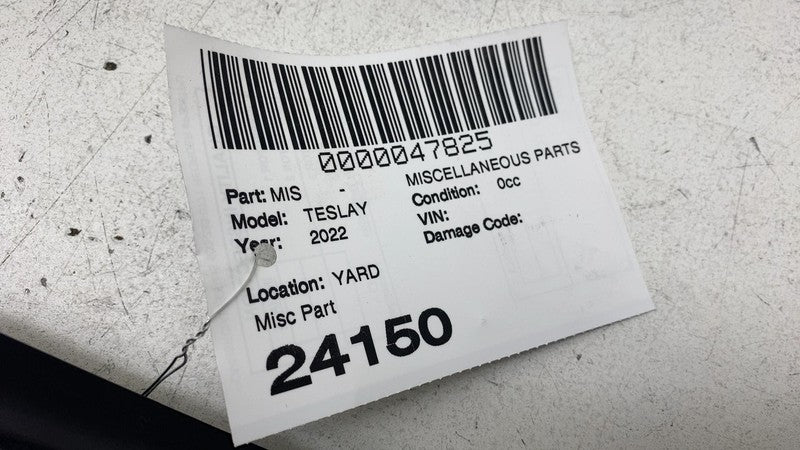 0000047825
Part: MIS - MISCELLANEOUS PARTS
Model: TESLAY Condition: 0cc
Year: 2022 VIN:
Damage Code:
Location: YARD
Misc Part
24150